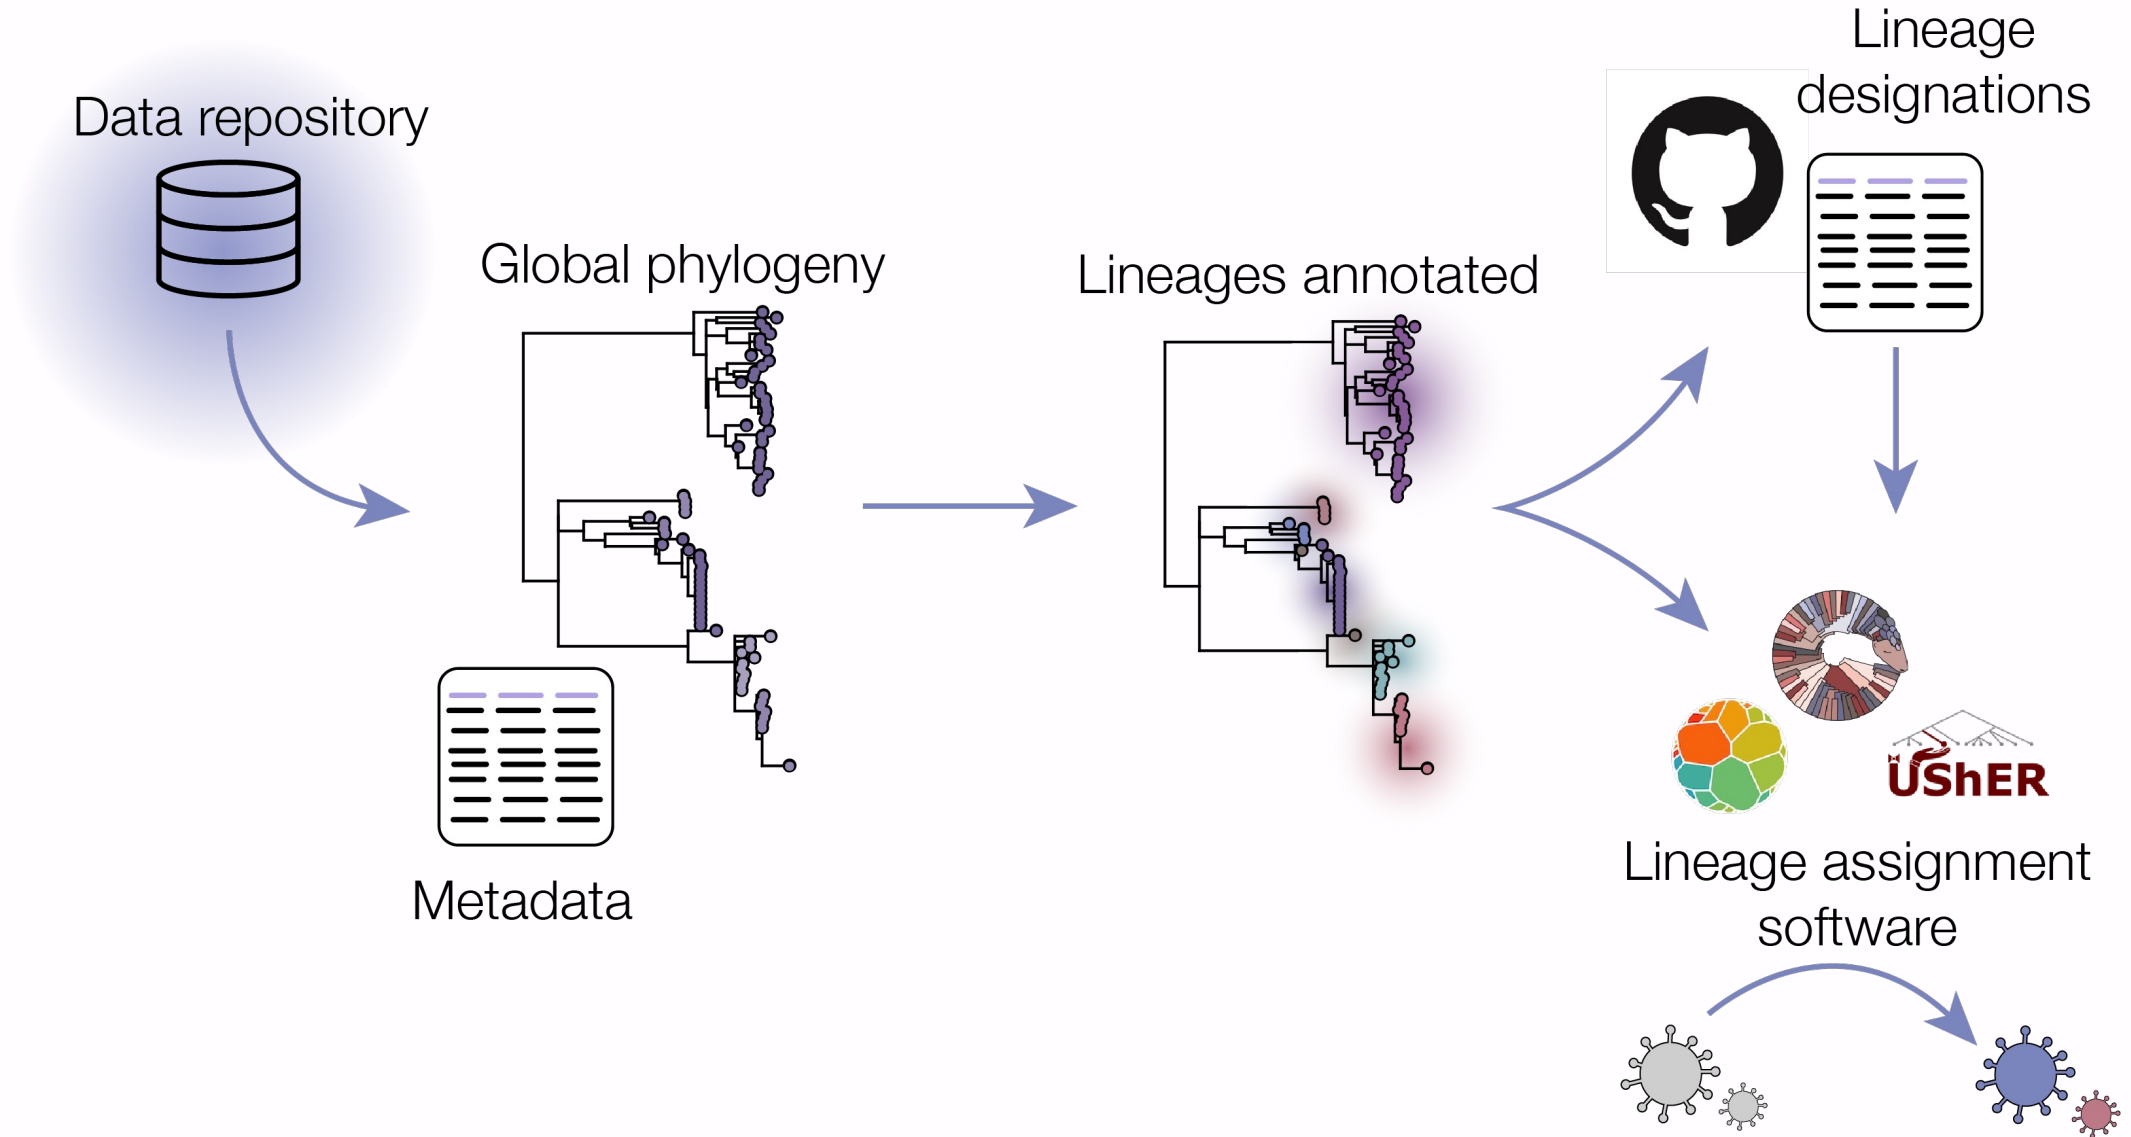 Data repository
Global phylogeny
Metadata
Lineages annotated
Lineage
designations
UShER
Lineage assignment
software